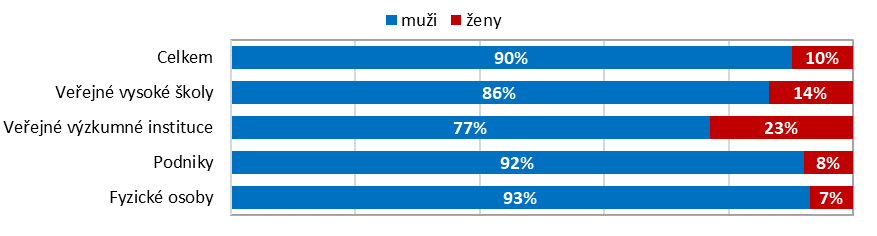 muži ženy
Celkem 90% 10%
Veřejné vysoké školy 86% 14%
Veřejné výzkumné instituce 77% 23%
Podniky 92% 8%
Fyzické osoby 93% 7%